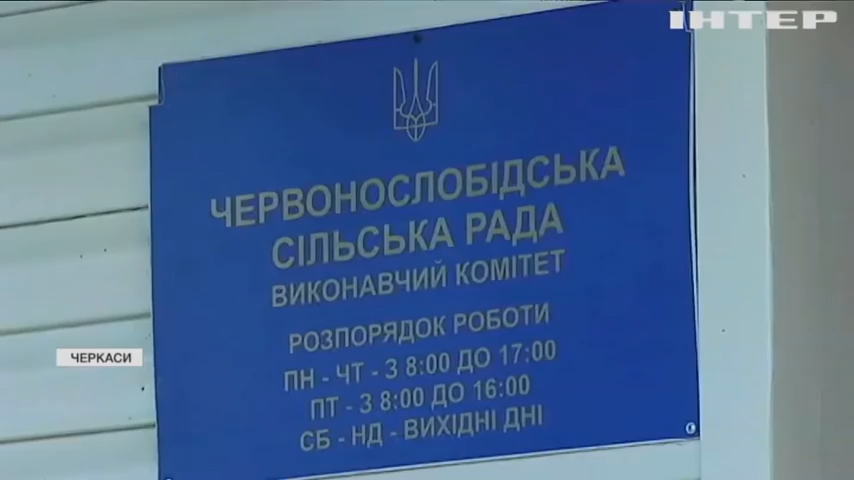 ІНТЕР
ЧЕРВОНОСЛОБІДСЬКА
СІЛЬСЬКА РАДА
ВИКОНАВЧИЙ КОМІТЕТ
РОЗПОРЯДОК РОБОТИ
ПН - ЧТ - З 8:00 ДО 17:00
ПТ - З 8:00 ДО 16:00
СБ - НД - ВИХІДНІ ДНІ
ЧЕРКАСИ